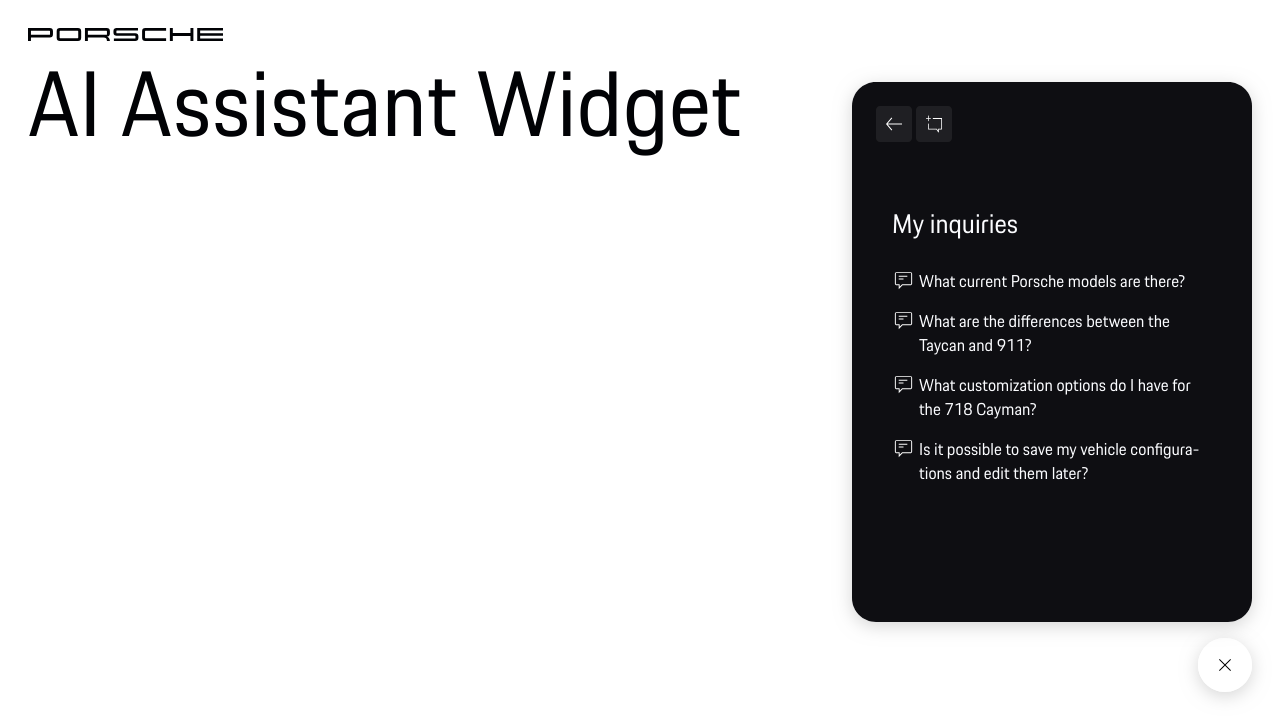 PORSCHE
AI Assistant Widget
My inquiries
What current Porsche models are there?
What are the differences between the
Taycan and 911?
What customization options do I have for
the 718 Cayman?
Is it possible to save my vehicle configura-
tions and edit them later?